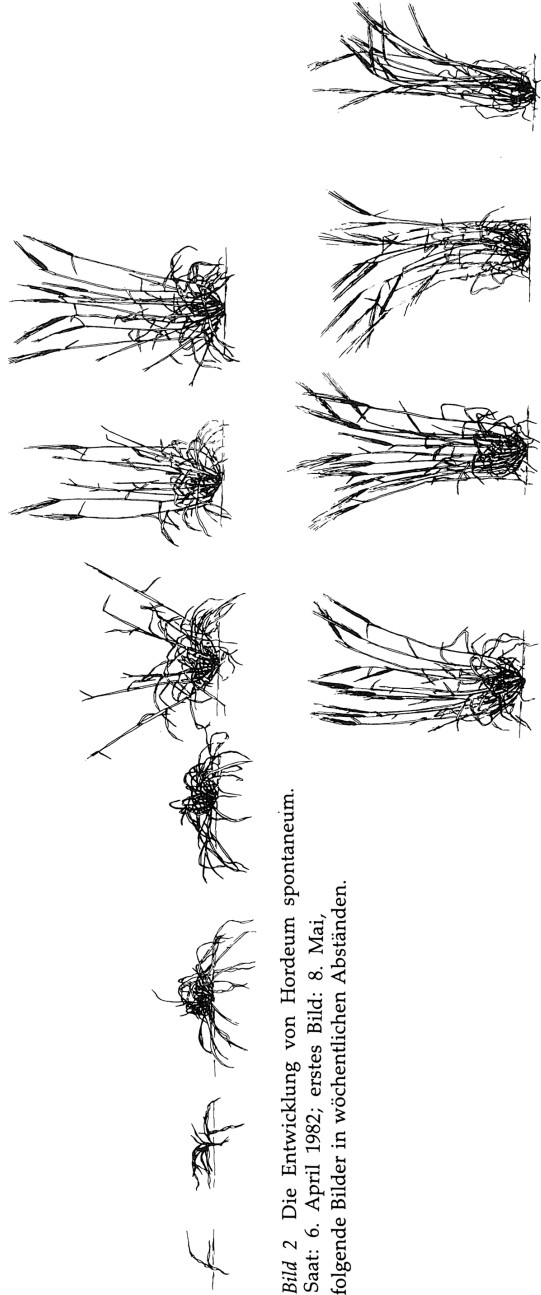 Bild 2 Die Entwicklung von Hordeum spontaneum.
Saat: 6. April 1982; erstes Bild: 8. Mai,
folgende Bilder in wöchentlichen Abständen.